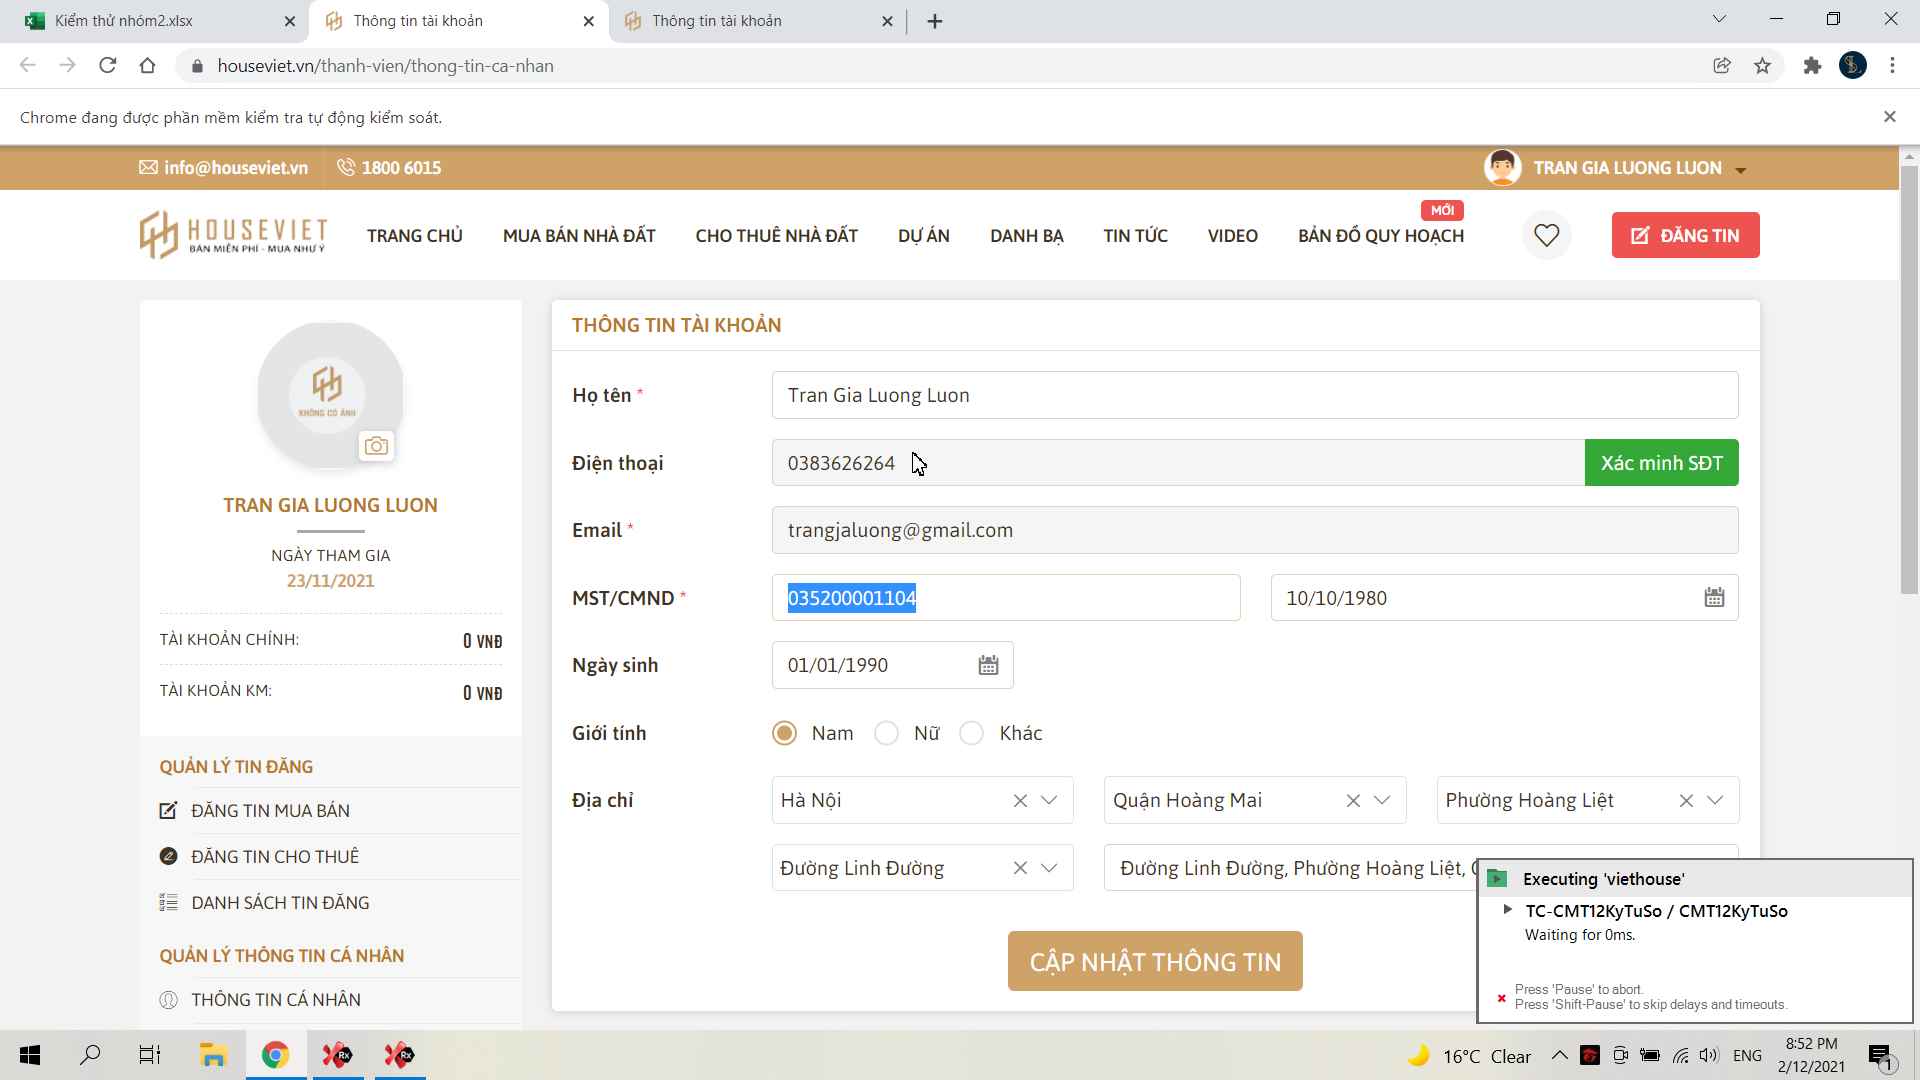 Kiểm thử nhóm2.xlsx
Thông tin tài khoản
Thông tin tài khoản
houseviet.vn/thanh-vien/thong-tin-ca-nhan
Chrome đang được phần mềm kiểm tra tự động kiểm soát.
info@houseviet.vn
1800 6015
TRAN GIA LUONG LUON
HOUSEVIET
BÁN MIỄN PHÍ - MUA NHƯ Ý
TRANG CHỦ
MUA BÁN NHÀ ĐẤT
CHO THUÊ NHÀ ĐẤT
DỰ ÁN
DANH BẠ
TIN TỨC
VIDEO
MỚI
BẢN ĐỒ QUY HOẠCH
ĐĂNG TIN
KHÔNG CÓ ẢNH
TRAN GIA LUONG LUON
NGÀY THAM GIA
23/11/2021
TÀI KHOẢN CHÍNH: 0 VNĐ
TÀI KHOẢN KM: 0 VNĐ
QUẢN LÝ TIN ĐĂNG
ĐĂNG TIN MUA BÁN
ĐĂNG TIN CHO THUÊ
DANH SÁCH TIN ĐĂNG
QUẢN LÝ THÔNG TIN CÁ NHÂN
THÔNG TIN CÁ NHÂN
THÔNG TIN TÀI KHOẢN
Họ tên * Tran Gia Luong Luon
Điện thoại 0383626264 Xác minh SĐT
Email * trangjaluong@gmail.com
MST/CMND * 035200001104 10/10/1980
Ngày sinh 01/01/1990
Giới tính Nam Nữ Khác
Địa chỉ Hà Nội Quận Hoàng Mai Phường Hoàng Liệt
Đường Linh Đường Đường Linh Đường, Phường Hoàng Liệt,
CẬP NHẬT THÔNG TIN
Executing 'viethouse'
TC-CMT12KyTuSo / CMT12KyTuSo
Waiting for 0ms.
Press 'Pause' to abort.
Press 'Shift-Pause' to skip delays and timeouts.
16°C Clear
ENG
8:52 PM
2/12/2021
1